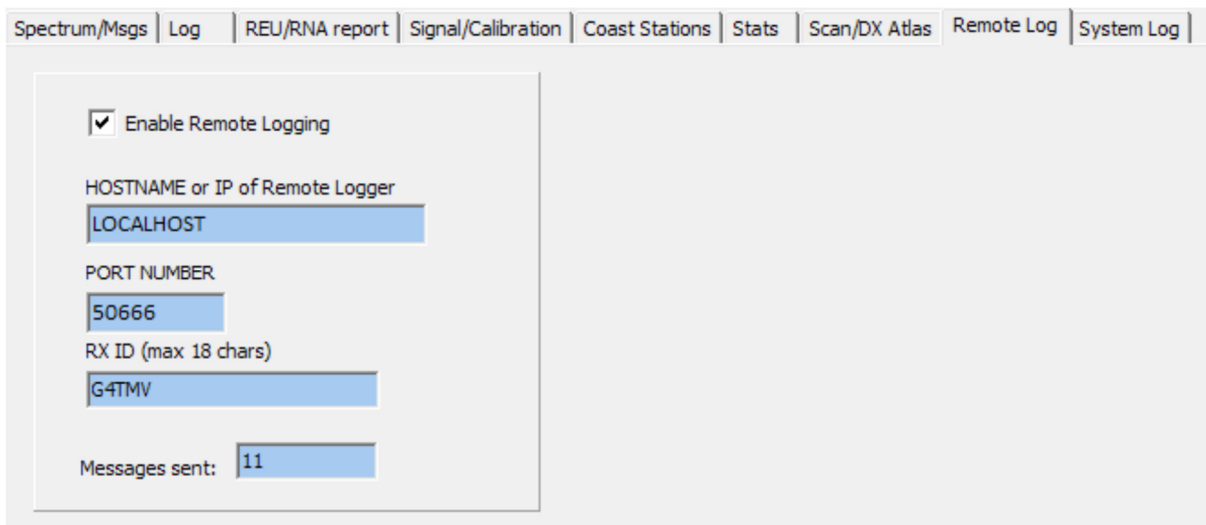 Spectrum/Msgs Log REU/RNA report Signal/Calibration Coast Stations Stats Scan/DX Atlas Remote Log System Log
Enable Remote Logging
HOSTNAME or IP of Remote Logger
LOCALHOST
PORT NUMBER
50666
RX ID (max 18 chars)
G4TMV
Messages sent: 11